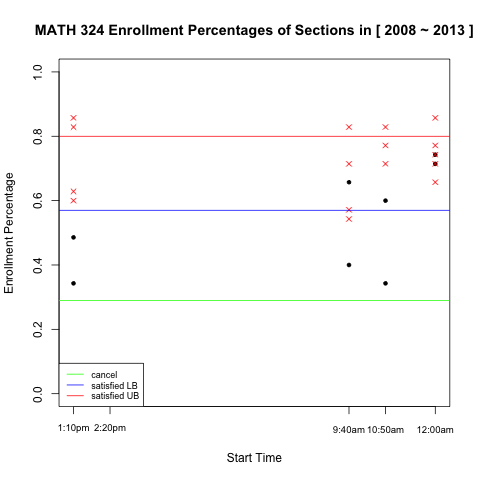 MATH 324 Enrollment Percentages of Sections in [ 2008 ~ 2013 ]
Enrollment Percentage
1.0
0.8
0.6
0.4
0.2
0.0
cancel
satisfied LB
satisfied UB
1:10pm 2:20pm 9:40am 10:50am 12:00am
Start Time